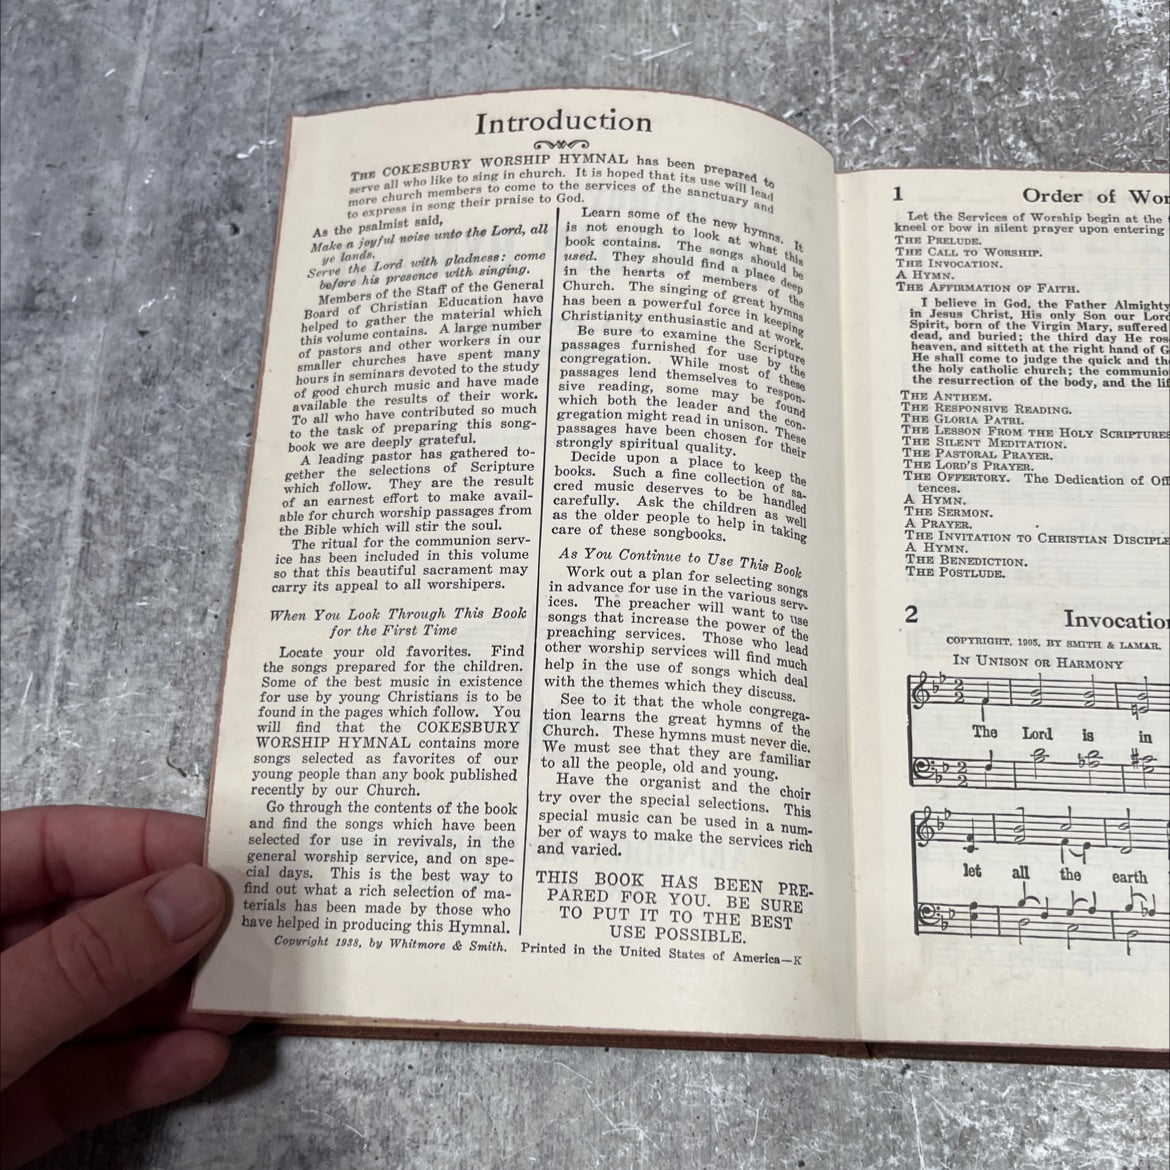 Introduction
THE COKESBURY WORSHIP HYMNAL has been prepared to
serve all who like to sing in church. It is hoped that its use will lead
more church members to come to the services of the sanctuary and
to express in song their praise to God.
As the psalmist said,
Make a joyful noise unto the Lord, all
ye lands.
Serve the Lord with gladness: come
before his presence with singing.
Members of the Staff of the General
Board of Christian Education have
helped to gather the material which
this volume contains. A large number
of pastors and other workers in our
smaller churches have spent many
hours in seminars devoted to the study
of good church music and have made
available the results of their work.
To all who have contributed so much
to the task of preparing this song-
book we are deeply grateful.
A leading pastor has gathered to-
gether the selections of Scripture
which follow. They are the result
of an earnest effort to make avail-
able for church worship passages from
the Bible which will stir the soul.
The ritual for the communion serv-
ice has been included in this volume
so that this beautiful sacrament may
carry its appeal to all worshipers.
When You Look Through This Book
for the First Time
Locate your old favorites. Find
the songs prepared for the children.
Some of the best music in existence
for use by young Christians is to be
found in the pages which follow. You
will find that the COKESBURY
WORSHIP HYMNAL contains more
songs selected as favorites of our
young people than any book published
recently by our Church.
Go through the contents of the book
and find the songs which have been
selected for use in revivals, in the
general worship service, and on spe-
cial days. This is the best way to
find out what a rich selection of ma-
terials has been made by those who
have helped in producing this Hymnal.
Learn some of the new hymns. It
is not enough to look at what this
book contains. The songs should be
used. They should find a place deep
in the hearts of members of the
Church. The singing of great hymns
has been a powerful force in keeping
Christianity enthusiastic and at work.
Be sure to examine the Scripture
passages furnished for use by the
congregation. While most of these
passages lend themselves to respon-
sive reading, some may be found
which both the leader and the con-
gregation might read in unison. These
passages have been chosen for their
strongly spiritual quality.
Decide upon a place to keep the
books. Such a fine collection of sa-
cred music deserves to be handled
carefully. Ask the children as well
as the older people to help in taking
care of these songbooks.
As You Continue to Use This Book
Work out a plan for selecting songs
in advance for use in the various serv-
ices. The preacher will want to use
songs that increase the power of the
preaching services. Those who lead
other worship services will find much
help in the use of songs which deal
with the themes which they discuss.
See to it that the whole congrega-
tion learns the great hymns of the
Church. These hymns must never die.
We must see that they are familiar
to all the people, old and young.
Have the organist and the choir
try over the special selections. This
special music can be used in a num-
ber of ways to make the services rich
and varied.
THIS BOOK HAS BEEN PRE-
PARED FOR YOU. BE SURE
TO PUT IT TO THE BEST
USE POSSIBLE.
Copyright 1938, by Whitmore & Smith. Printed in the United States of America—K
1 Order of Wor
Let the Services of Worship begin at the
kneel or bow in silent prayer upon entering
THE PRELUDE.
THE CALL TO WORSHIP.
THE INVOCATION.
A HYMN.
THE AFFIRMATION OF FAITH.
I believe in God, the Father Almighty
in Jesus Christ, His only Son our Lord
Spirit, born of the Virgin Mary, suffered
dead, and buried; the third day He ros
heaven, and sitteth at the right hand of G
He shall come to judge the quick and the
the holy catholic church; the communio
the resurrection of the body, and the lif
THE ANTHEM.
THE RESPONSIVE READING.
THE GLORIA PATRI.
THE LESSON FROM THE HOLY SCRIPTURES
THE SILENT MEDITATION.
THE PASTORAL PRAYER.
THE LORD'S PRAYER.
THE OFFERTORY. The Dedication of Off
tences.
A HYMN.
THE SERMON.
A PRAYER.
THE INVITATION TO CHRISTIAN DISCIPLE
A HYMN.
THE BENEDICTION.
THE POSTLUDE.
2 Invocation
COPYRIGHT, 1905, BY SMITH & LAMAR.
IN UNISON OR HARMONY
The Lord is in
let all the earth